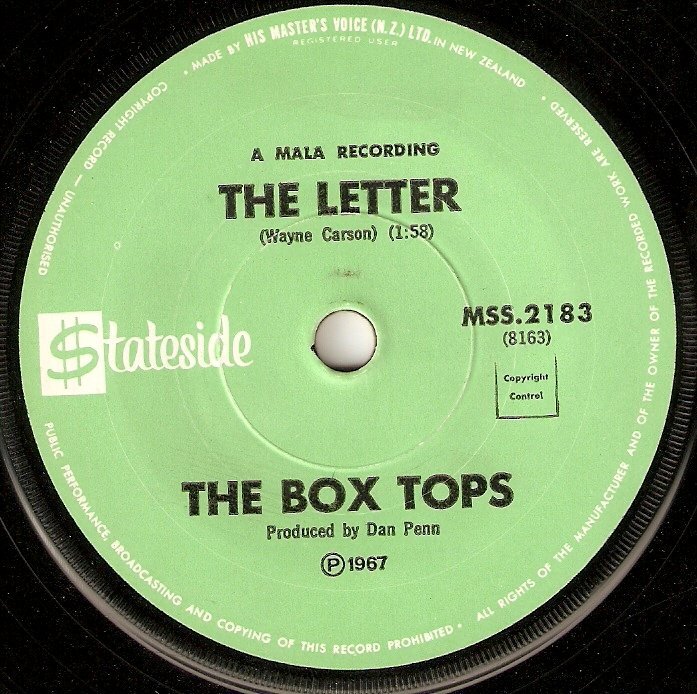 MADE BY HIS MASTER'S VOICE (N.Z.) LTD. IN NEW ZEALAND
REGISTERED USER
COPYRIGHT RECORD — UNAUTHORISED
PUBLIC PERFORMANCE, BROADCASTING AND COPYING OF THIS RECORD PROHIBITED •
ALL RIGHTS OF THE MANUFACTURER AND OF THE OWNER OF THE RECORDED WORK ARE RESERVED •
A MALA RECORDING
THE LETTER
(Wayne Carson) (1:58)
$tateside
MSS.2183
(8163)
Copyright
Control
THE BOX TOPS
Produced by Dan Penn
Ⓟ1967